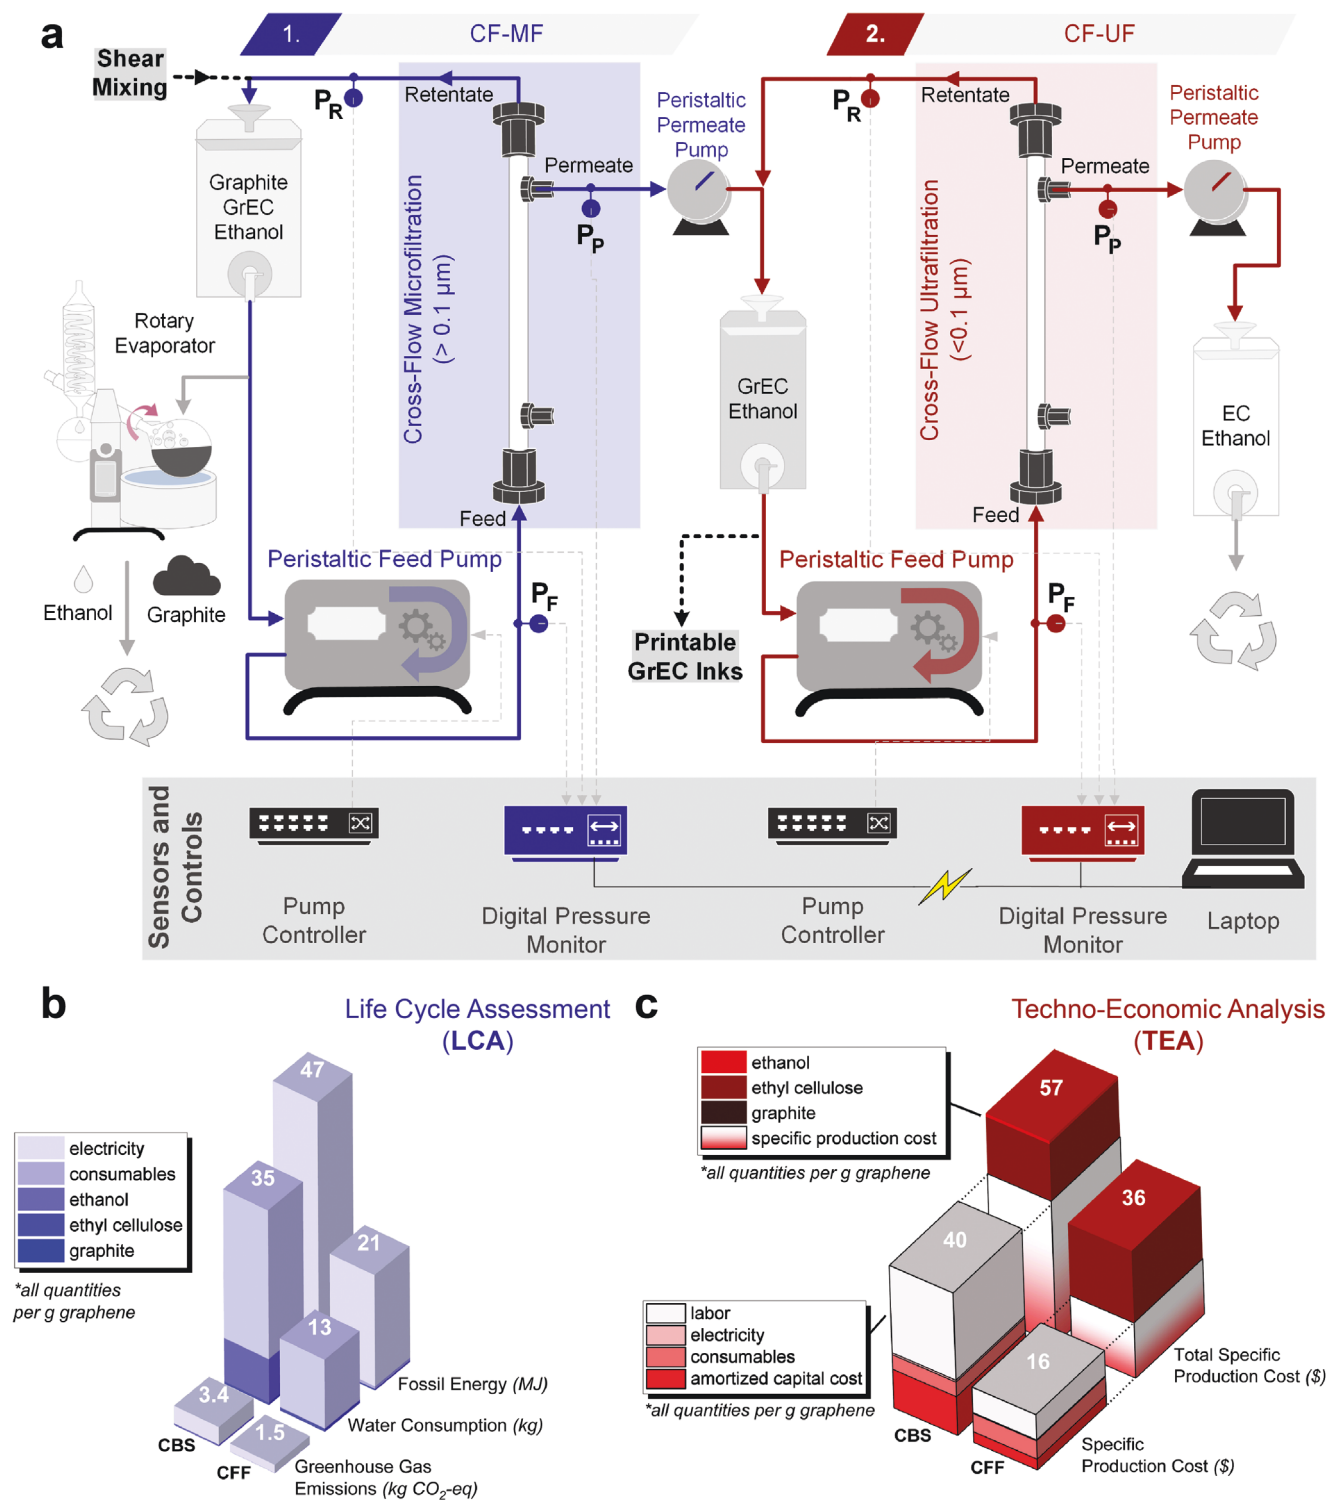 a
1.
CF-MF
2.
CF-UF
Shear
Mixing
P_R
Retentate
Peristaltic
Permeate
Pump
Permeate
P_P
Graphite
GrEC
Ethanol
Cross-Flow Microfiltration
(> 0.1 µm)
Rotary
Evaporator
Feed
Peristaltic Feed Pump
P_F
Ethanol
Graphite
P_R
Retentate
Peristaltic
Permeate
Pump
Permeate
P_P
Cross-Flow Ultrafiltration
(<0.1 µm)
GrEC
Ethanol
EC
Ethanol
Feed
Peristaltic Feed Pump
P_F
Printable
GrEC Inks
Sensors and
Controls
Pump
Controller
Digital Pressure
Monitor
Pump
Controller
Digital Pressure
Monitor
Laptop
b
Life Cycle Assessment
(LCA)
electricity
consumables
ethanol
ethyl cellulose
graphite
*all quantities
per g graphene
47
35
21
13
3.4
1.5
CBS
CFF
Fossil Energy (MJ)
Water Consumption (kg)
Greenhouse Gas
Emissions (kg CO2-eq)
c
Techno-Economic Analysis
(TEA)
ethanol
ethyl cellulose
graphite
specific production cost
*all quantities per g graphene
57
36
40
16
labor
electricity
consumables
amortized capital cost
*all quantities per g graphene
CBS
CFF
Total Specific
Production Cost ($)
Specific
Production Cost ($)